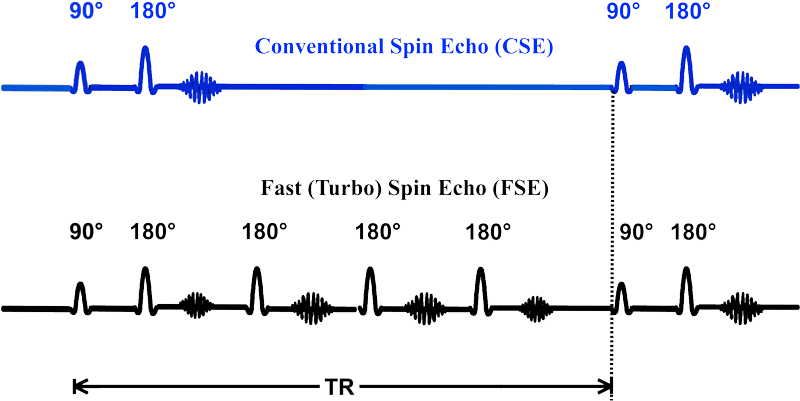 90° 180° 90° 180°
Conventional Spin Echo (CSE)
Fast (Turbo) Spin Echo (FSE)
90° 180° 180° 180° 180° 90° 180°
TR